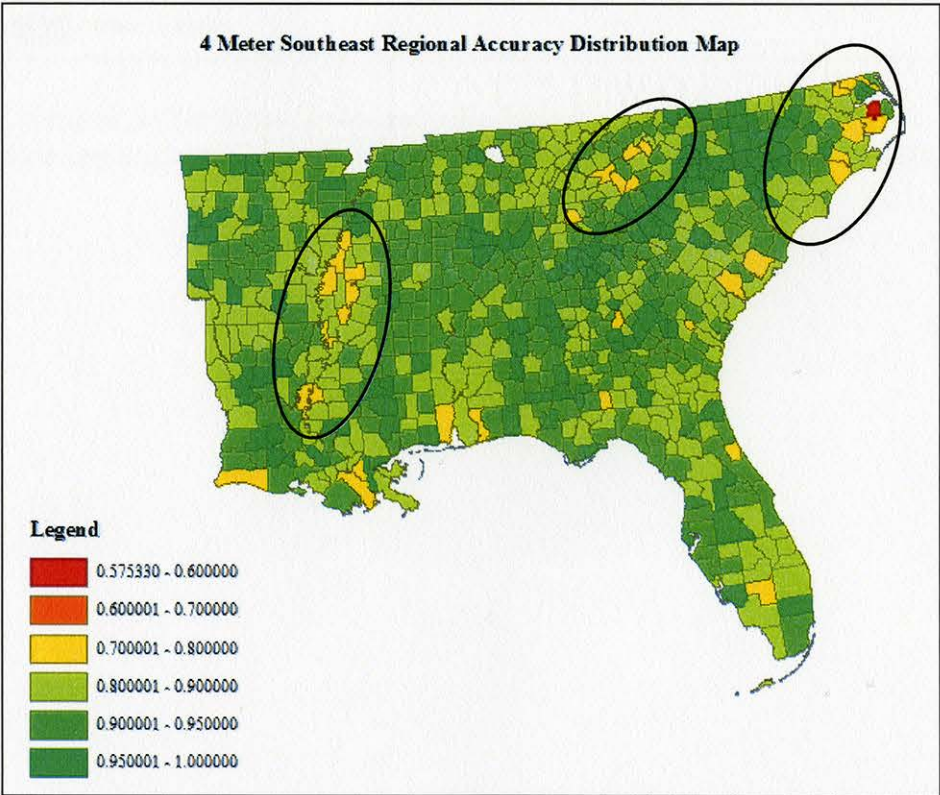 4 Meter Southeast Regional Accuracy Distribution Map
Legend
0.575330 - 0.600000
0.600001 - 0.700000
0.700001 - 0.800000
0.800001 - 0.900000
0.900001 - 0.950000
0.950001 - 1.000000